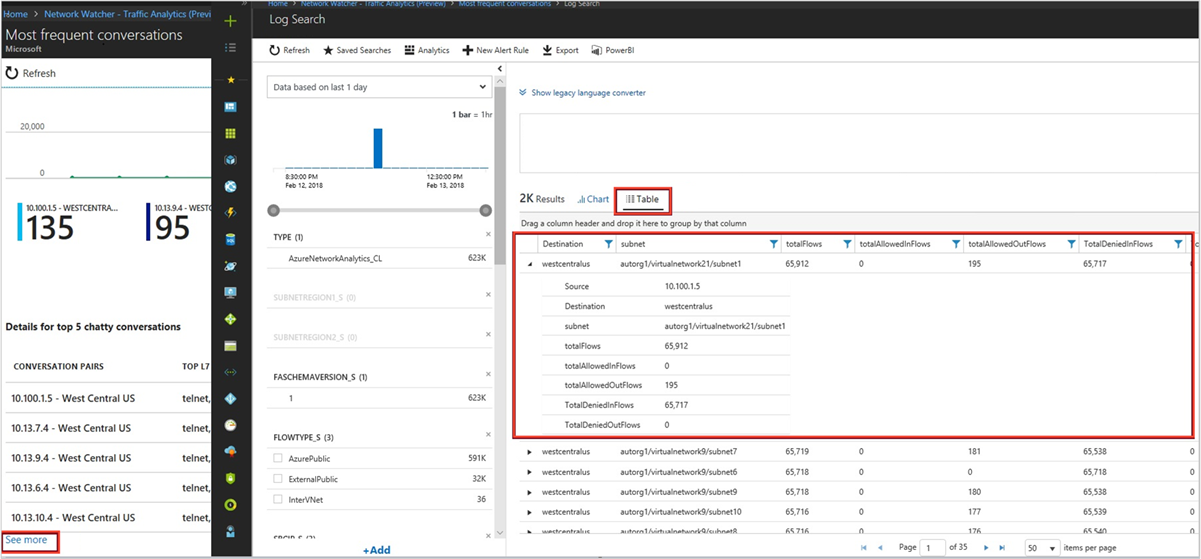 Home > Network Watcher - Traffic Analytics (Previ
Most frequent conversations
Microsoft
Refresh
20,000
0
10.100.1.5 - WESTCENTRA...
135
10.13.9.4 - WESTC
95
Details for top 5 chatty conversations
CONVERSATION PAIRS TOP L7
10.100.1.5 - West Central US telnet,
10.13.7.4 - West Central US telnet,
10.13.9.4 - West Central US telnet,
10.13.6.4 - West Central US telnet,
10.13.10.4 - West Central US telnet,
See more
Home > Network Watcher - Traffic Analytics (Preview) > Most frequent conversations > Log Search
Log Search
Refresh Saved Searches Analytics New Alert Rule Export PowerBI
Data based on last 1 day
1 bar = 1hr
8:30:00 PM 12:30:00 PM
Feb 12, 2018 Feb 13, 2018
TYPE (1)
AzureNetworkAnalytics_CL 623K
SUBNETREGION1_S (0)
SUBNETREGION2_S (0)
FASCHEMAVERSION_S (1)
1 623K
FLOWTYPE_S (3)
AzurePublic 591K
ExternalPublic 32K
InterVNet 36
+Add
Show legacy language converter
2K Results Chart Table
Drag a column header and drop it here to group by that column
Destination subnet totalFlows totalAllowedInFlows totalAllowedOutFlows TotalDeniedInFlows
westcentralus autorg1/virtualnetwork21/subnet1 65,912 0 195 65,717
Source 10.100.1.5
Destination westcentralus
subnet autorg1/virtualnetwork21/subnet1
totalFlows 65,912
totalAllowedInFlows 0
totalAllowedOutFlows 195
TotalDeniedInFlows 65,717
TotalDeniedOutFlows 0
westcentralus autorg1/virtualnetwork9/subnet7 65,719 0 181 65,538 0
westcentralus autorg1/virtualnetwork9/subnet6 65,718 0 0 65,718 0
westcentralus autorg1/virtualnetwork9/subnet9 65,718 0 180 65,538 0
westcentralus autorg1/virtualnetwork9/subnet10 65,716 0 177 65,539 0
westcentralus autorg1/virtualnetwork9/subnet8 65,716 0 176 65,540 0
Page 1 of 35 50 items per page